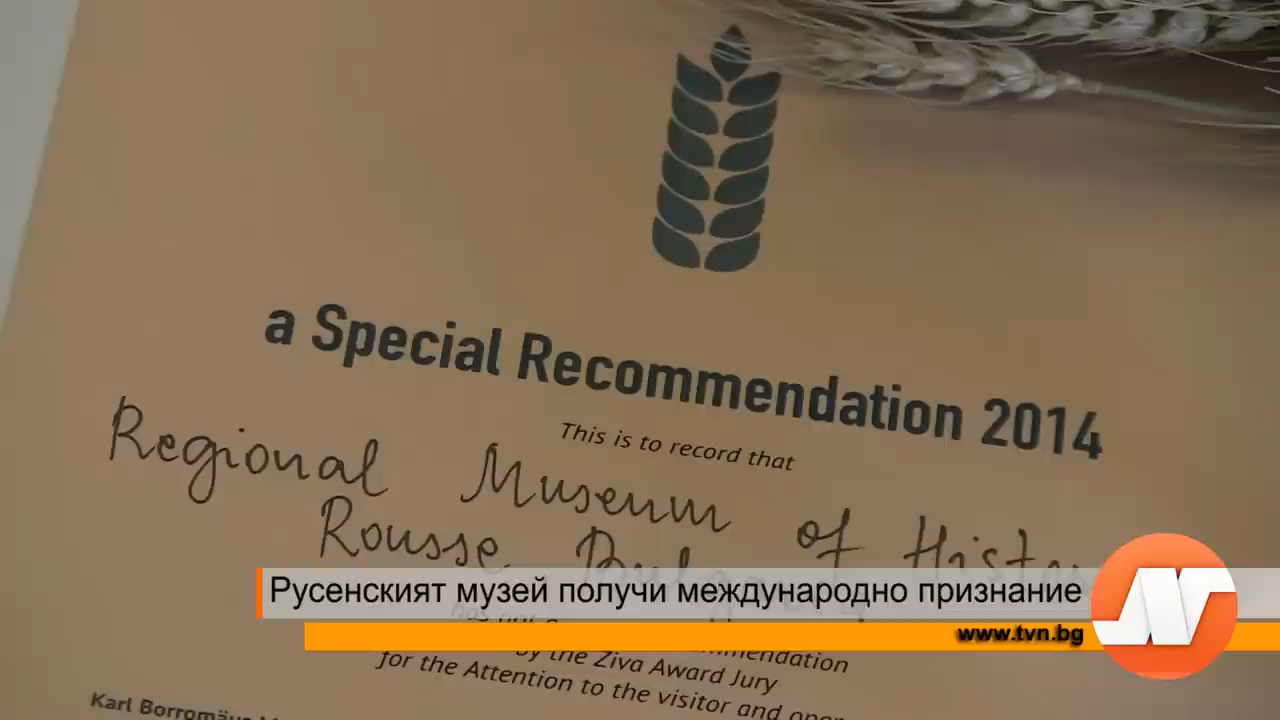 a Special Recommendation 2014
This is to record that
Regional Museum of
Rousse
Русенският музей получи международно признание
www.tvn.bg
by the Ziva Award Jury
for the Attention to the visitor and
Karl